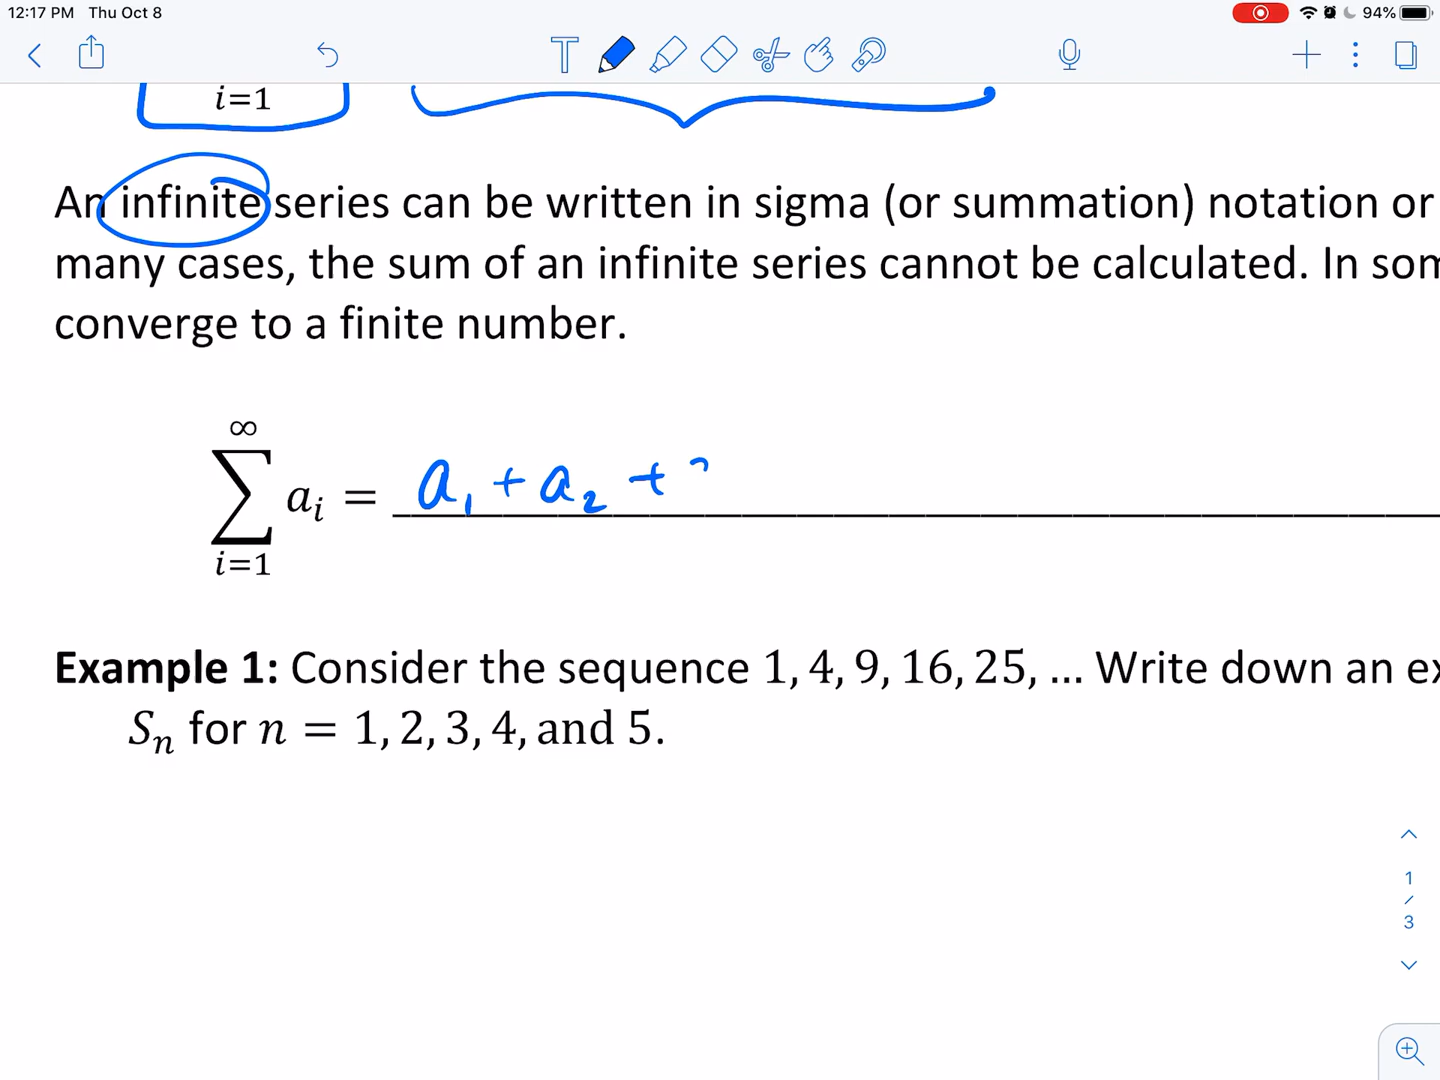 12:17 PM Thu Oct 8 94%
T
i=1
An infinite series can be written in sigma (or summation) notation or
many cases, the sum of an infinite series cannot be calculated. In som
converge to a finite number.
∞
∑ aᵢ = a₁ + a₂ +
i=1
Example 1: Consider the sequence 1, 4, 9, 16, 25, ... Write down an ex
Sₙ for n = 1, 2, 3, 4, and 5.
1
/
3